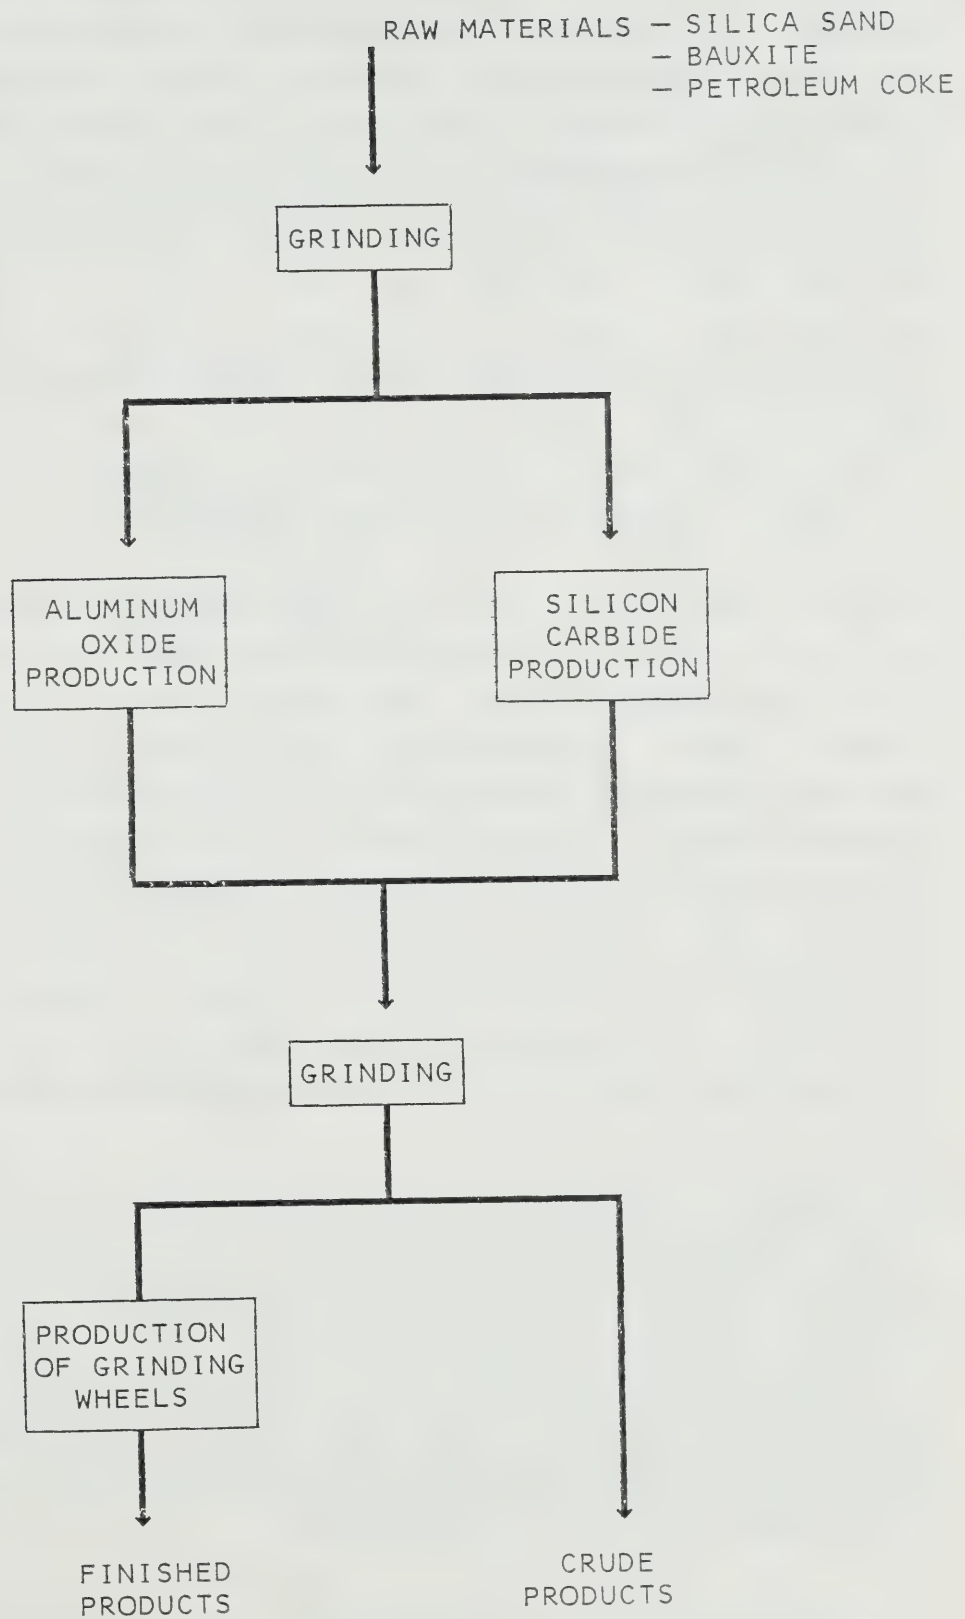 RAW MATERIALS — SILICA SAND
— BAUXITE
— PETROLEUM COKE
GRINDING
ALUMINUM
OXIDE
PRODUCTION
SILICON
CARBIDE
PRODUCTION
GRINDING
PRODUCTION
OF GRINDING
WHEELS
FINISHED
PRODUCTS
CRUDE
PRODUCTS